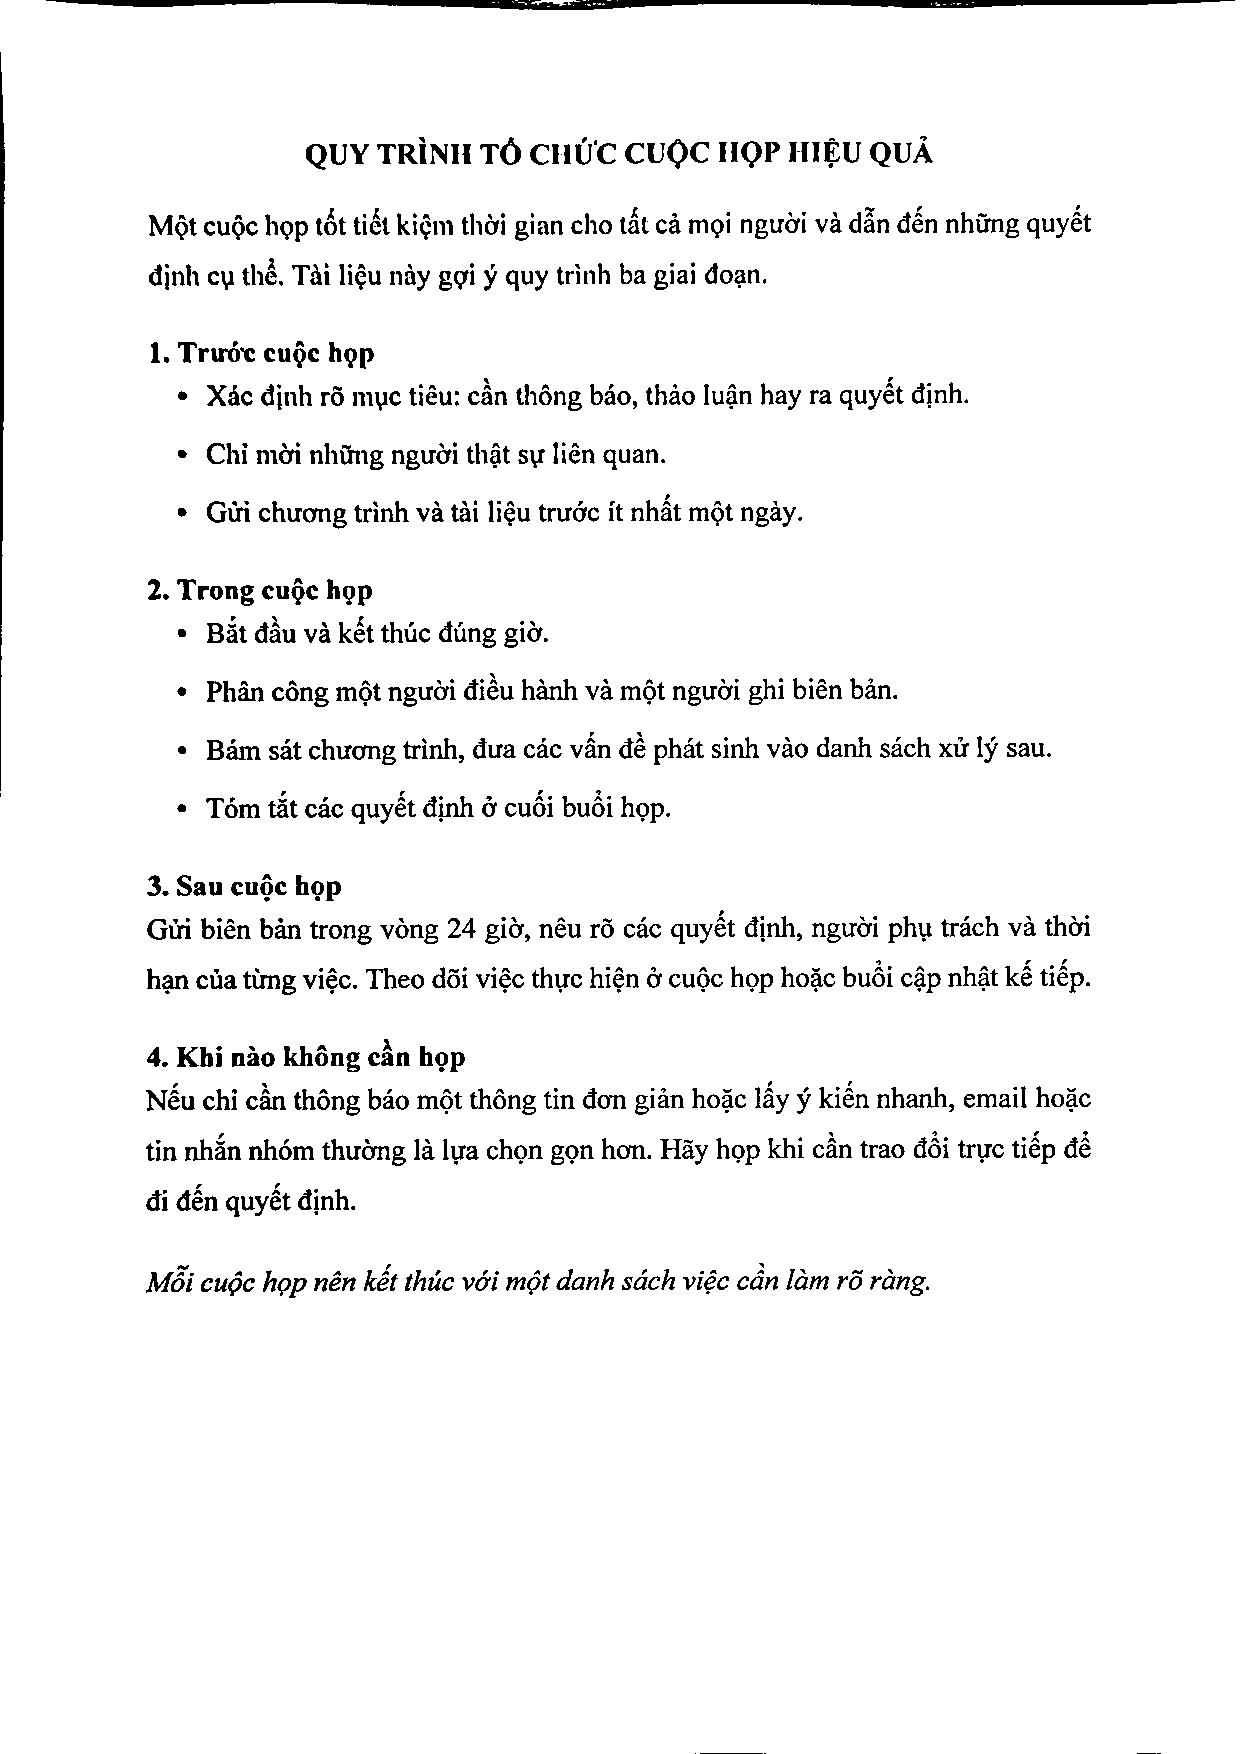 QUY TRÌNH TỔ CHỨC CUỘC HỌP HIỆU QUẢ
Một cuộc họp tốt tiết kiệm thời gian cho tất cả mọi người và dẫn đến những quyết
định cụ thể. Tài liệu này gợi ý quy trình ba giai đoạn.
1. Trước cuộc họp
• Xác định rõ mục tiêu: cần thông báo, thảo luận hay ra quyết định.
• Chỉ mời những người thật sự liên quan.
• Gửi chương trình và tài liệu trước ít nhất một ngày.
2. Trong cuộc họp
• Bắt đầu và kết thúc đúng giờ.
• Phân công một người điều hành và một người ghi biên bản.
• Bám sát chương trình, đưa các vấn đề phát sinh vào danh sách xử lý sau.
• Tóm tắt các quyết định ở cuối buổi họp.
3. Sau cuộc họp
Gửi biên bản trong vòng 24 giờ, nêu rõ các quyết định, người phụ trách và thời
hạn của từng việc. Theo dõi việc thực hiện ở cuộc họp hoặc buổi cập nhật kế tiếp.
4. Khi nào không cần họp
Nếu chỉ cần thông báo một thông tin đơn giản hoặc lấy ý kiến nhanh, email hoặc
tin nhắn nhóm thường là lựa chọn gọn hơn. Hãy họp khi cần trao đổi trực tiếp để
đi đến quyết định.
Mỗi cuộc họp nên kết thúc với một danh sách việc cần làm rõ ràng.